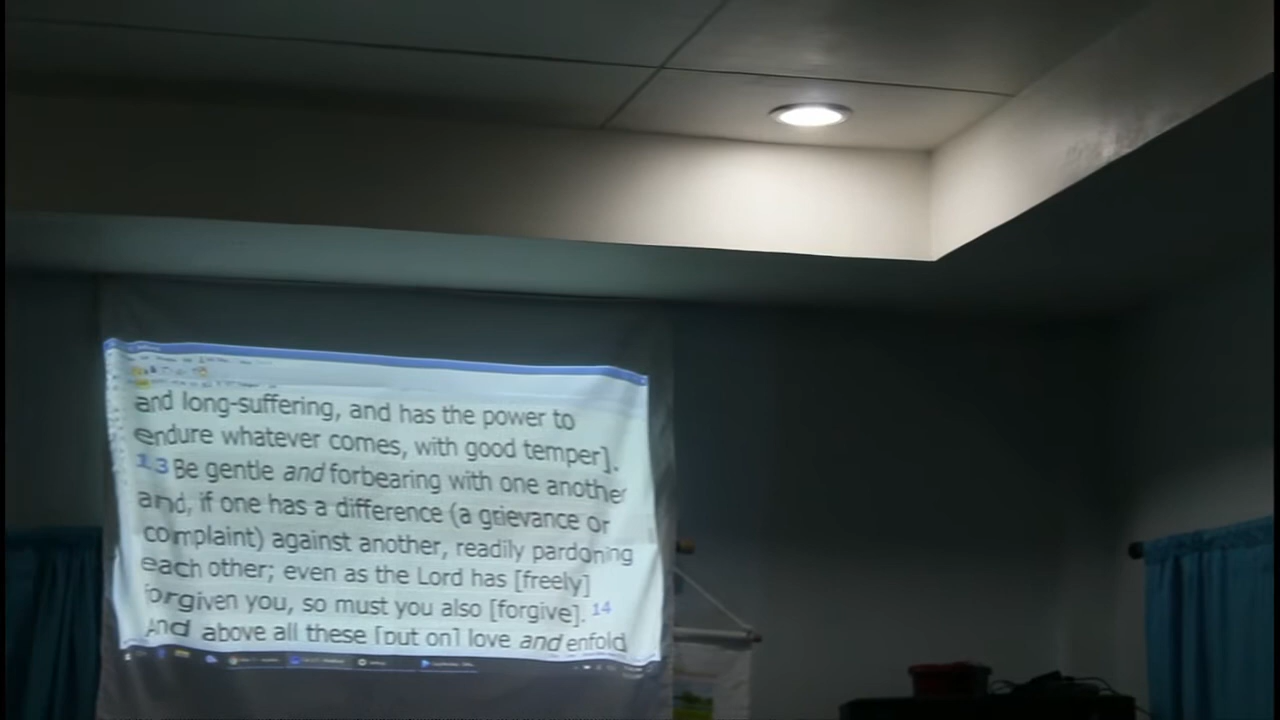 and long-suffering, and has the power to
endure whatever comes, with good temper].
13 Be gentle and forbearing with one another
and, if one has a difference (a grievance or
complaint) against another, readily pardoning
each other; even as the Lord has [freely]
forgiven you, so must you also [forgive]. 14
And above all these [put on] love and enfold